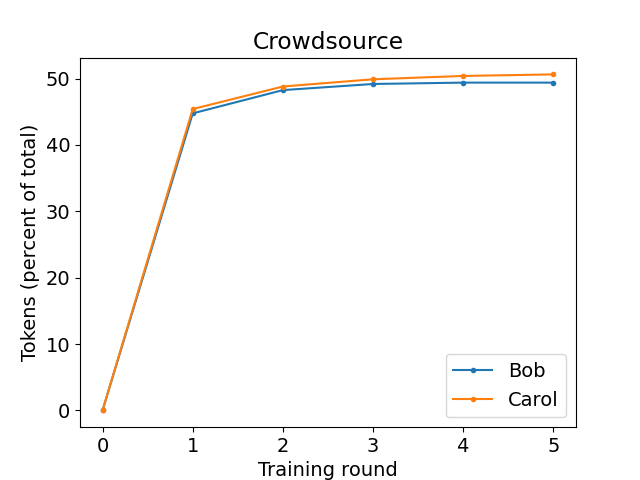 Crowdsource
Tokens (percent of total)
50
40
30
20
10
0
0 1 2 3 4 5
Training round
Bob
Carol